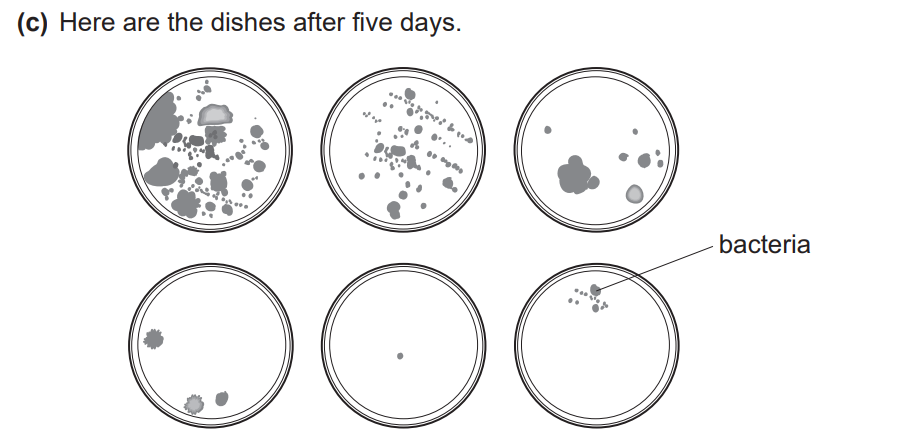 (c) Here are the dishes after five days.
bacteria